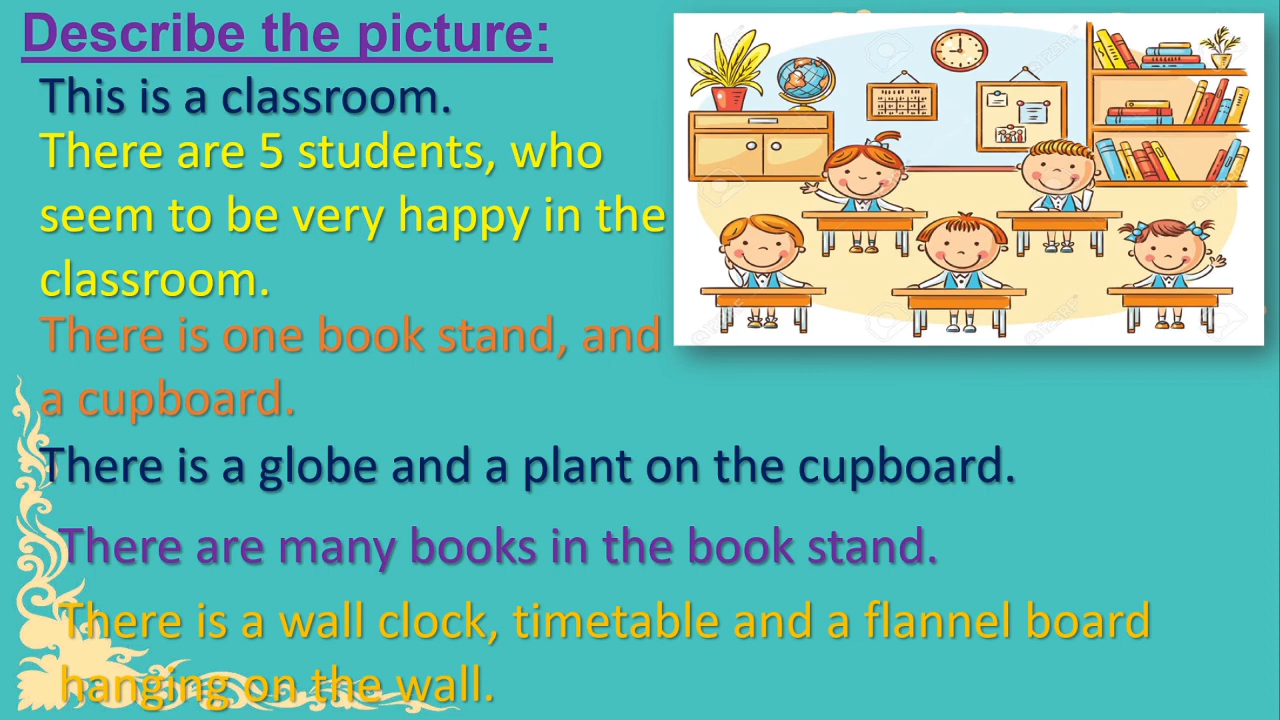 Describe the picture:
This is a classroom.
There are 5 students, who
seem to be very happy in the
classroom.
There is one book stand, and
a cupboard.
There is a globe and a plant on the cupboard.
There are many books in the book stand.
There is a wall clock, timetable and a flannel board
hanging on the wall.